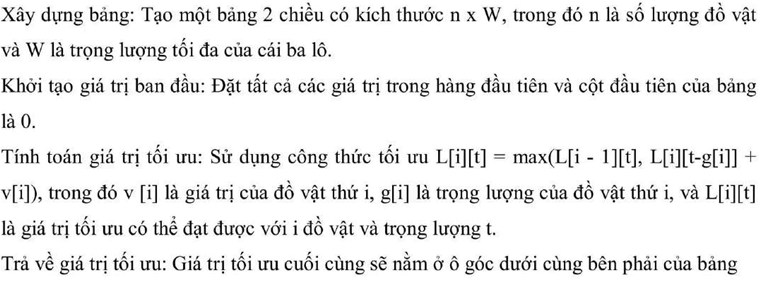 Xây dựng bảng: Tạo một bảng 2 chiều có kích thước n x W, trong đó n là số lượng đồ vật
và W là trọng lượng tối đa của cái ba lô.
Khởi tạo giá trị ban đầu: Đặt tất cả các giá trị trong hàng đầu tiên và cột đầu tiên của bảng
là 0.
Tính toán giá trị tối ưu: Sử dụng công thức tối ưu L[i][t] = max(L[i - 1][t], L[i][t-g[i]] +
v[i]), trong đó v [i] là giá trị của đồ vật thứ i, g[i] là trọng lượng của đồ vật thứ i, và L[i][t]
là giá trị tối ưu có thể đạt được với i đồ vật và trọng lượng t.
Trả về giá trị tối ưu: Giá trị tối ưu cuối cùng sẽ nằm ở ô góc dưới cùng bên phải của bảng